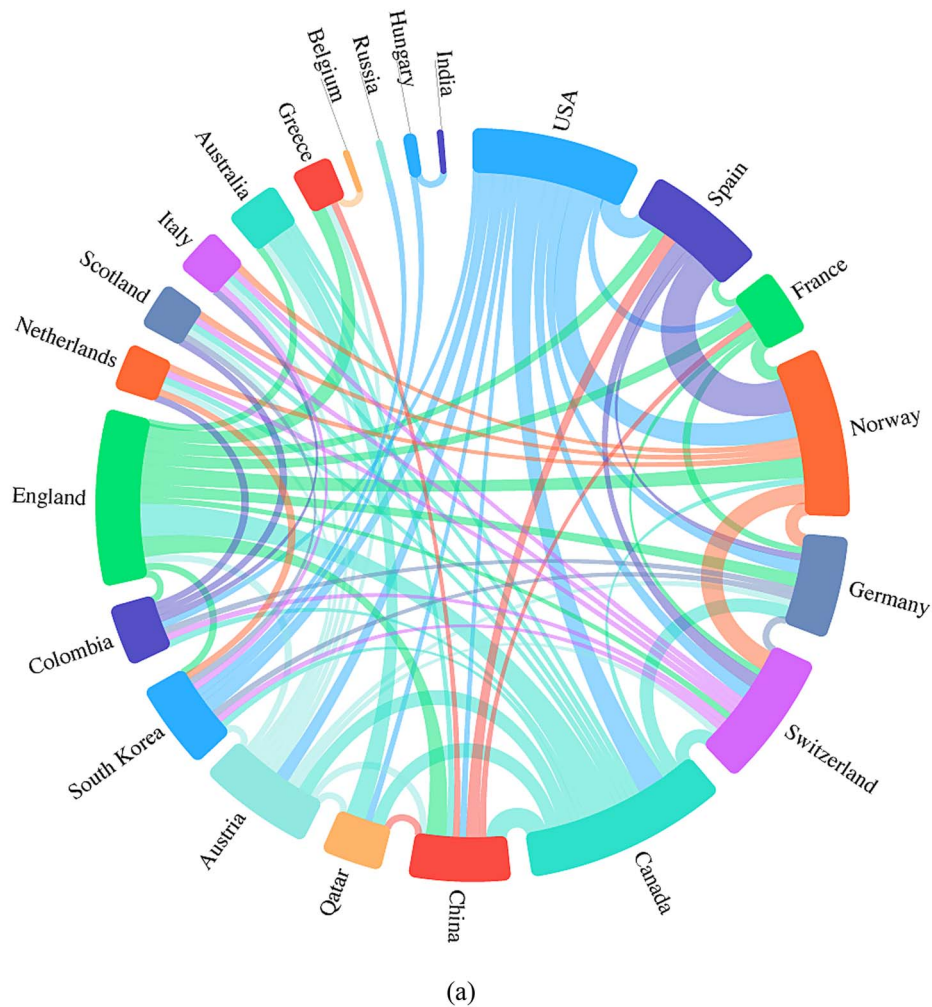 USA
Spain
France
Norway
Germany
Switzerland
Canada
China
Qatar
Austria
South Korea
Colombia
England
Netherlands
Scotland
Italy
Australia
Greece
Belgium
Russia
Hungary
India
(a)